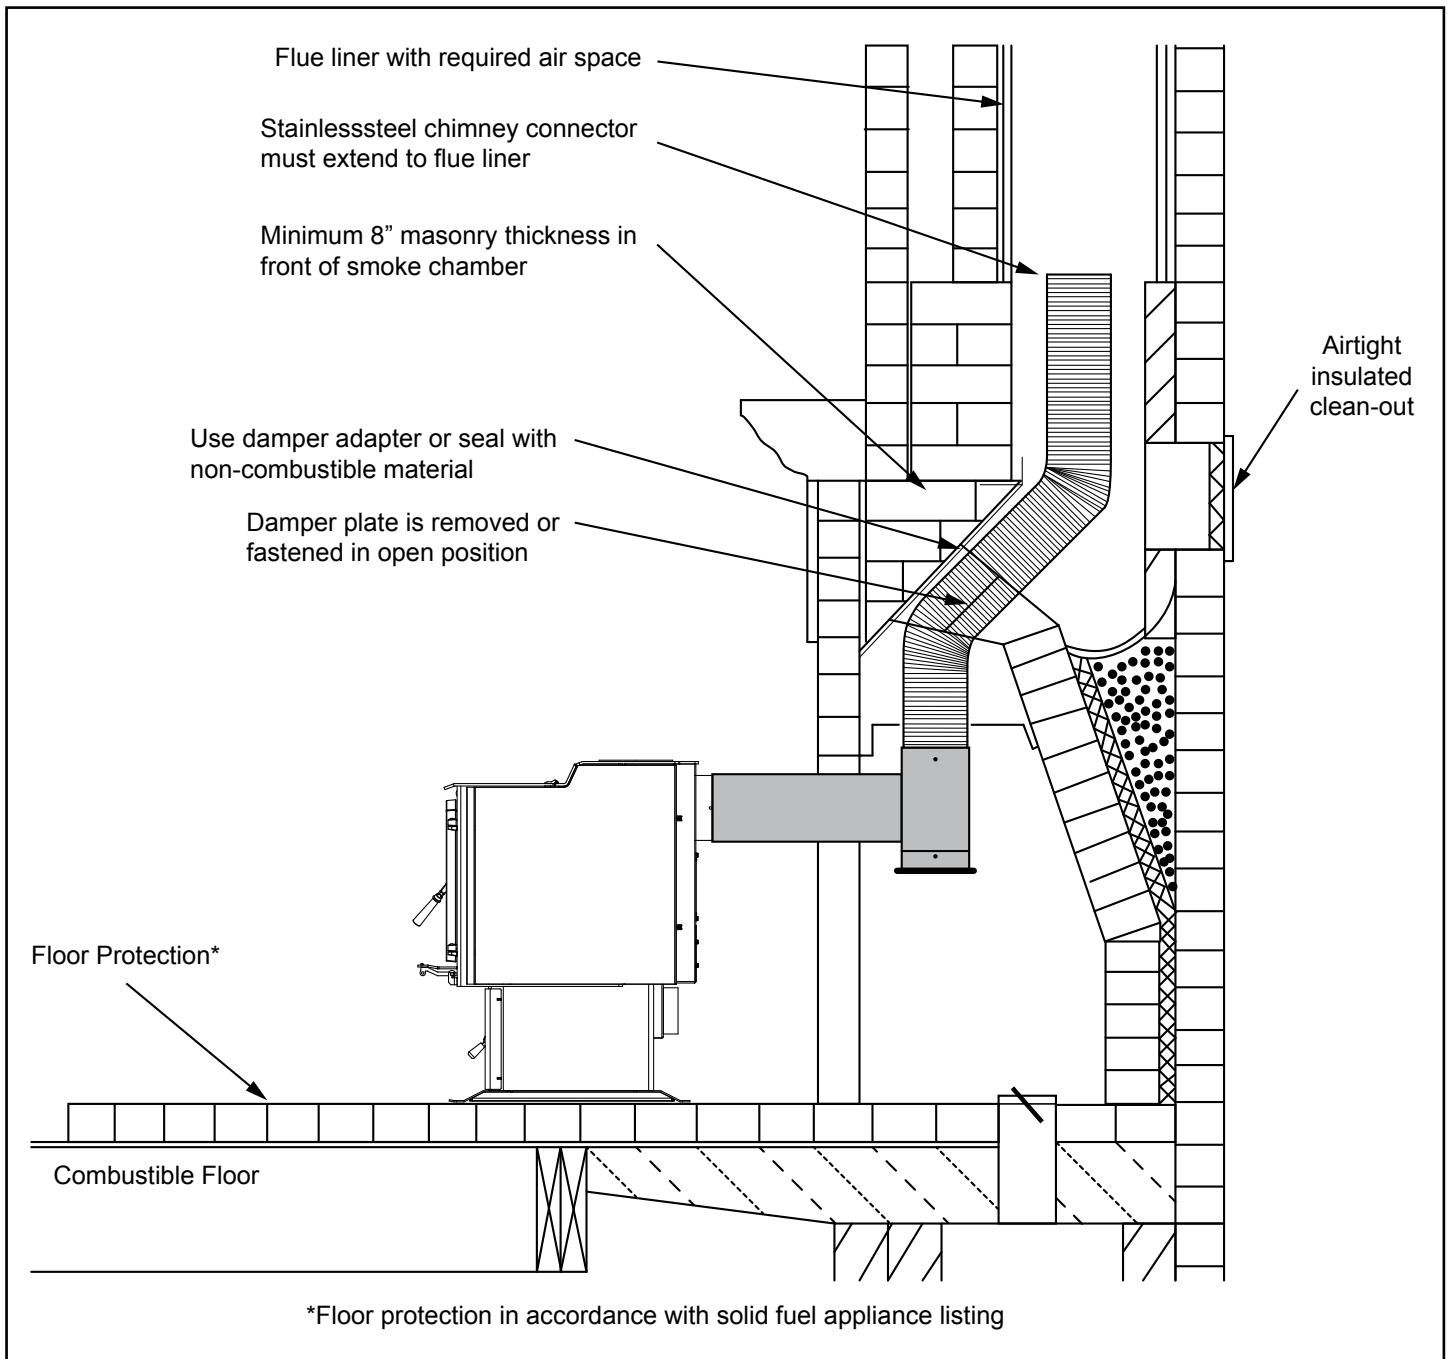 Flue liner with required air space
Stainlesssteel chimney connector
must extend to flue liner
Minimum 8” masonry thickness in
front of smoke chamber
Airtight
insulated
clean-out
Use damper adapter or seal with
non-combustible material
Damper plate is removed or
fastened in open position
Floor Protection*
Combustible Floor
*Floor protection in accordance with solid fuel appliance listing